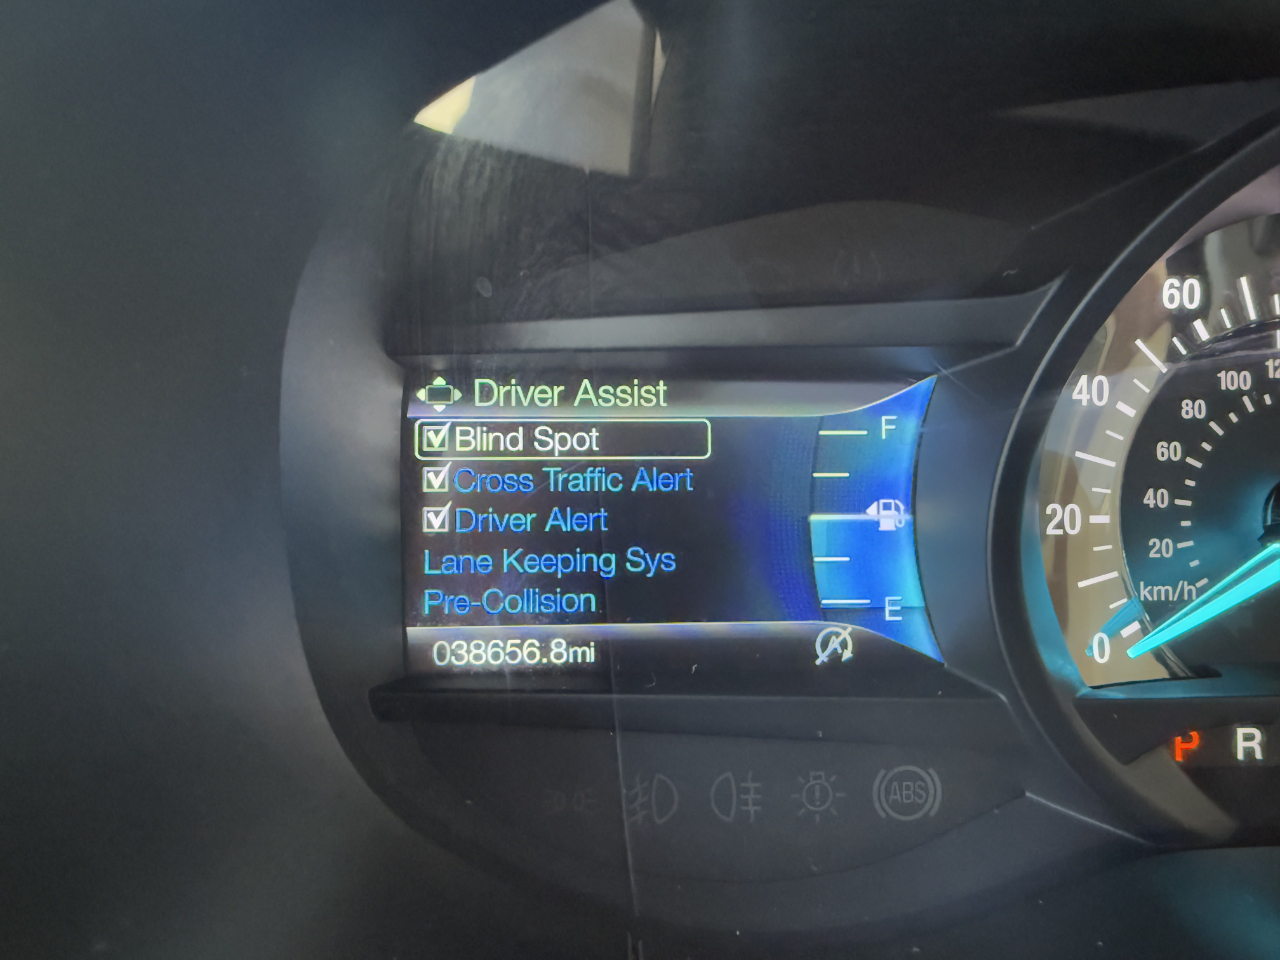 Driver Assist
Blind Spot
Cross Traffic Alert
Driver Alert
Lane Keeping Sys
Pre-Collision
038656.8mi
F
E
A
60
40
20
0
100
80
60
40
20
km/h
P R
ABS